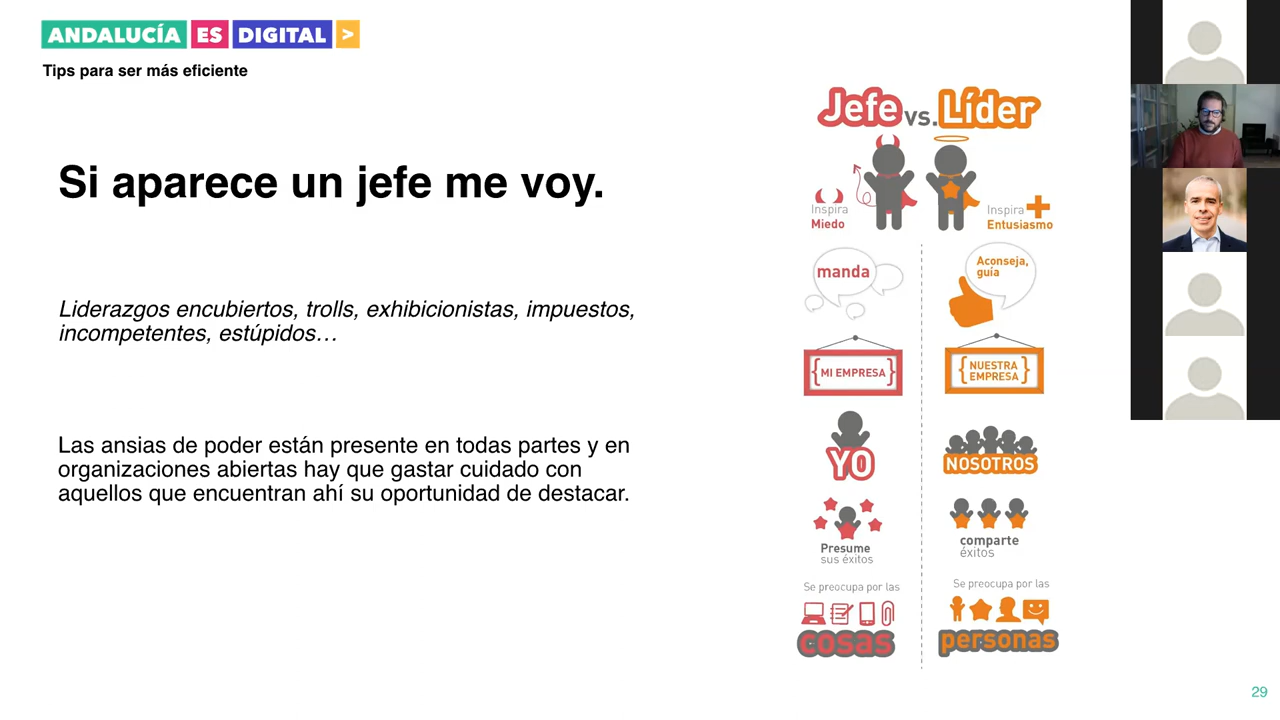 ANDALUCÍA ES DIGITAL >
Tips para ser más eficiente
Si aparece un jefe me voy.
Liderazgos encubiertos, trolls, exhibicionistas, impuestos,
incompetentes, estúpidos…
Las ansias de poder están presente en todas partes y en
organizaciones abiertas hay que gastar cuidado con
aquellos que encuentran ahí su oportunidad de destacar.
Jefe vs. Líder
Inspira
Miedo
Inspira
Entusiasmo
manda
Aconseja,
guía
{MI EMPRESA}
{NUESTRA
EMPRESA}
YO
NOSOTROS
Presume
sus éxitos
comparte
éxitos
Se preocupa por las
cosas
Se preocupa por las
personas
29